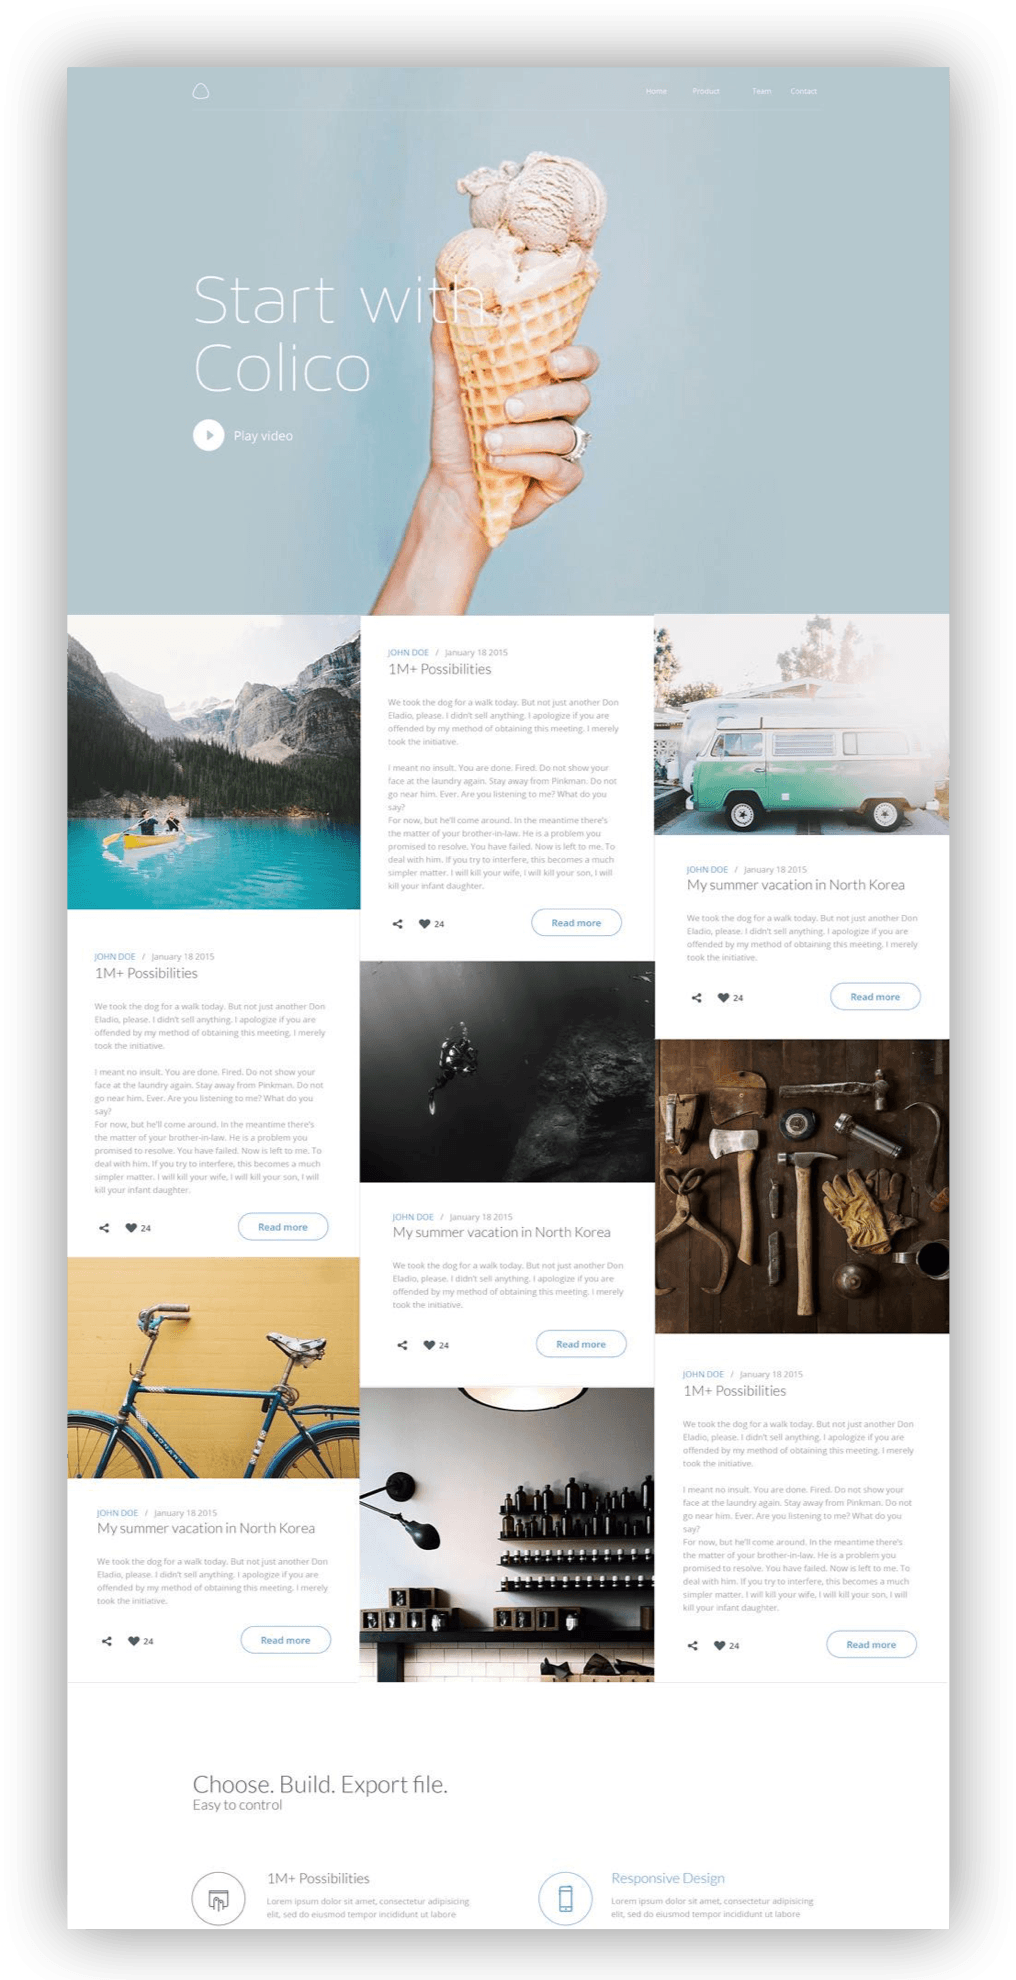 Home Product Team Contact
Start with
Colico
Play video
JOHN DOE / January 18 2015
1M+ Possibilities
We took the dog for a walk today. But not just another Don
Eladio, please. I didn't sell anything. I apologize if you are
offended by my method of obtaining this meeting. I merely
took the initiative.
I meant no insult. You are done. Fired. Do not show your
face at the laundry again. Stay away from Pinkman. Do not
go near him. Ever. Are you listening to me? What do you
say?
For now, but he'll come around. In the meantime there's
the matter of your brother-in-law. He is a problem you
promised to resolve. You have failed. Now is left to me. To
deal with him. If you try to interfere, this becomes a much
simpler matter. I will kill your wife, I will kill your son, I will
kill your infant daughter.
24 Read more
JOHN DOE / January 18 2015
1M+ Possibilities
We took the dog for a walk today. But not just another Don
Eladio, please. I didn't sell anything. I apologize if you are
offended by my method of obtaining this meeting. I merely
took the initiative.
I meant no insult. You are done. Fired. Do not show your
face at the laundry again. Stay away from Pinkman. Do not
go near him. Ever. Are you listening to me? What do you
say?
For now, but he'll come around. In the meantime there's
the matter of your brother-in-law. He is a problem you
promised to resolve. You have failed. Now is left to me. To
deal with him. If you try to interfere, this becomes a much
simpler matter. I will kill your wife, I will kill your son, I will
kill your infant daughter.
24 Read more
JOHN DOE / January 18 2015
My summer vacation in North Korea
We took the dog for a walk today. But not just another Don
Eladio, please. I didn't sell anything. I apologize if you are
offended by my method of obtaining this meeting. I merely
took the initiative.
24 Read more
JOHN DOE / January 18 2015
My summer vacation in North Korea
We took the dog for a walk today. But not just another Don
Eladio, please. I didn't sell anything. I apologize if you are
offended by my method of obtaining this meeting. I merely
took the initiative.
24 Read more
MONARK
JOHN DOE / January 18 2015
My summer vacation in North Korea
We took the dog for a walk today. But not just another Don
Eladio, please. I didn't sell anything. I apologize if you are
offended by my method of obtaining this meeting. I merely
took the initiative.
24 Read more
JOHN DOE / January 18 2015
1M+ Possibilities
We took the dog for a walk today. But not just another Don
Eladio, please. I didn't sell anything. I apologize if you are
offended by my method of obtaining this meeting. I merely
took the initiative.
I meant no insult. You are done. Fired. Do not show your
face at the laundry again. Stay away from Pinkman. Do not
go near him. Ever. Are you listening to me? What do you
say?
For now, but he'll come around. In the meantime there's
the matter of your brother-in-law. He is a problem you
promised to resolve. You have failed. Now is left to me. To
deal with him. If you try to interfere, this becomes a much
simpler matter. I will kill your wife, I will kill your son, I will
kill your infant daughter.
24 Read more
Choose. Build. Export file.
Easy to control
1M+ Possibilities
Lorem ipsum dolor sit amet, consectetur adipisicing
elit, sed do eiusmod tempor incididunt ut labore
Responsive Design
Lorem ipsum dolor sit amet, consectetur adipisicing
elit, sed do eiusmod tempor incididunt ut labore